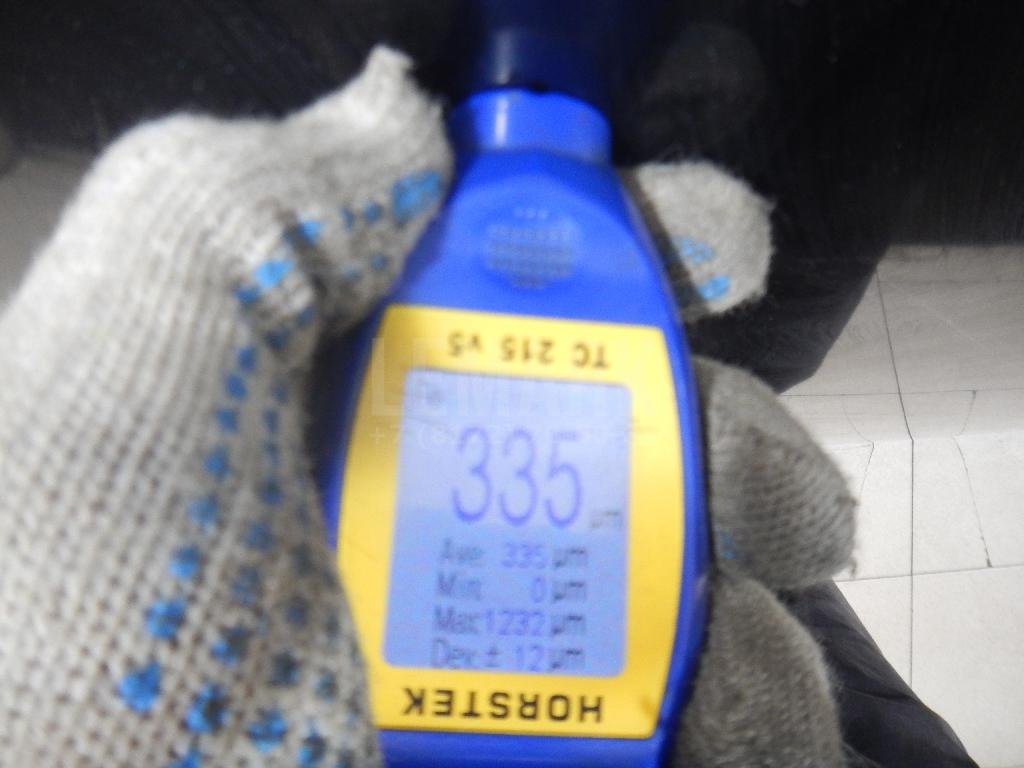 TC 215 v5
Fe
335 µm
Ave: 335 µm
Min: 0 µm
Max: 1232 µm
Dev: ± 12 µm
HORSTEK